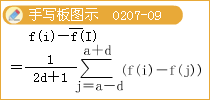 手写板图示 0207-09
f(i)-f̅(I)
= 1/(2d+1) ∑_{j=a-d}^{a+d} (f(i)-f(j))